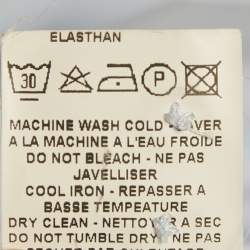 ELASTHAN
30 P
MACHINE WASH COLD - LAVER
A LA MACHINE A L'EAU FROIDE
DO NOT BLEACH - NE PAS
JAVELLISER
COOL IRON - REPASSER A
BASSE TEMPERATURE
DRY CLEAN - NETTOYER A SEC
DO NOT TUMBLE DRY - NE PAS